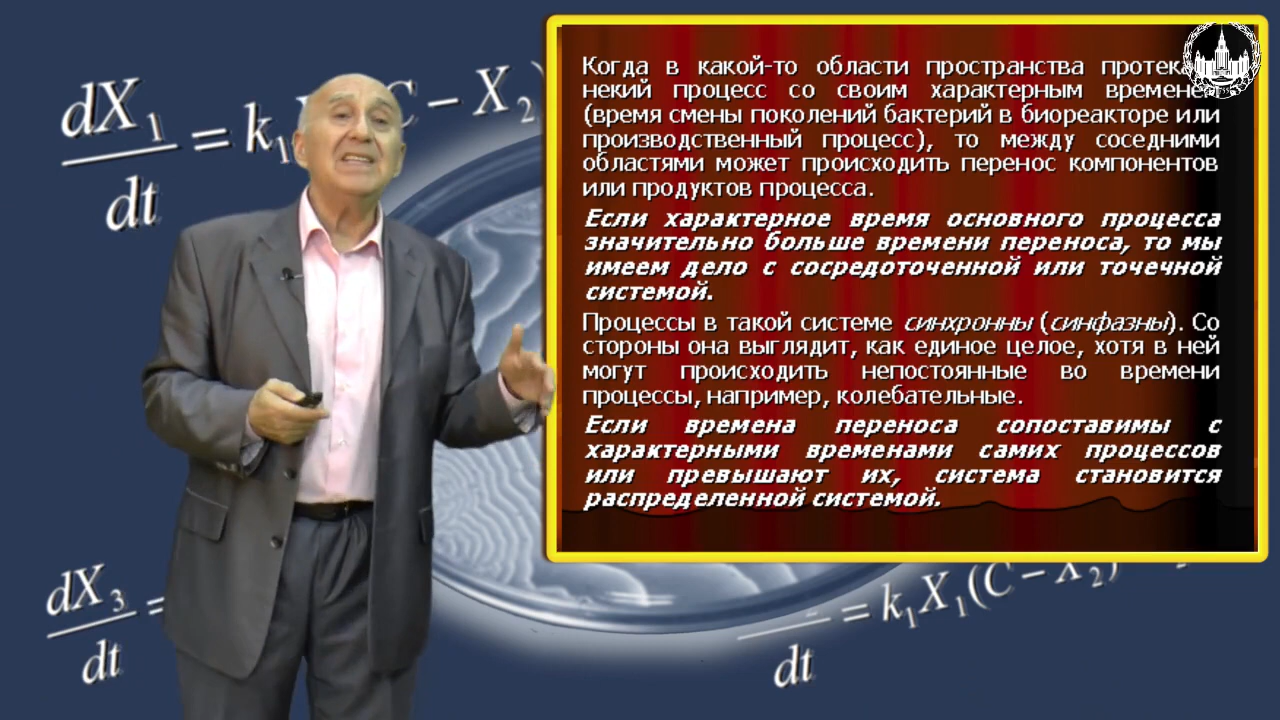 Когда в какой-то области пространства
некий процесс со своим характерным временем
(время смены поколений бактерий в биореакторе или
производственный процесс), то между соседними
областями может происходить перенос компонентов
или продуктов процесса.
Если характерное время основного процесса
значительно больше времени переноса, то мы
имеем дело с сосредоточенной или точечной
системой.
Процессы в такой системе синхронны (синфазны). Со
стороны она выглядит, как единое целое, хотя в ней
могут происходить непостоянные во времени
процессы, например, колебательные.
Если времена переноса сопоставимы с
характерными временами самих процессов
или превышают их, система становится
распределенной системой.
dX₁
dt
= k₁
C − X₂
dX₃
dt
=
dt
= k₁X₁(C − X₂)